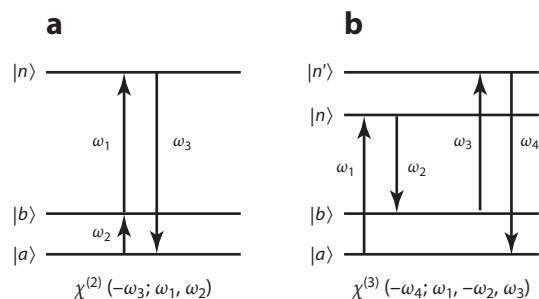 a
|n⟩
ω₁
ω₃
|b⟩
ω₂
|a⟩
χ⁽²⁾ (−ω₃; ω₁, ω₂)
b
|n'⟩
|n⟩
ω₃
ω₄
ω₁
ω₂
|b⟩
|a⟩
χ⁽³⁾ (−ω₄; ω₁, −ω₂, ω₃)